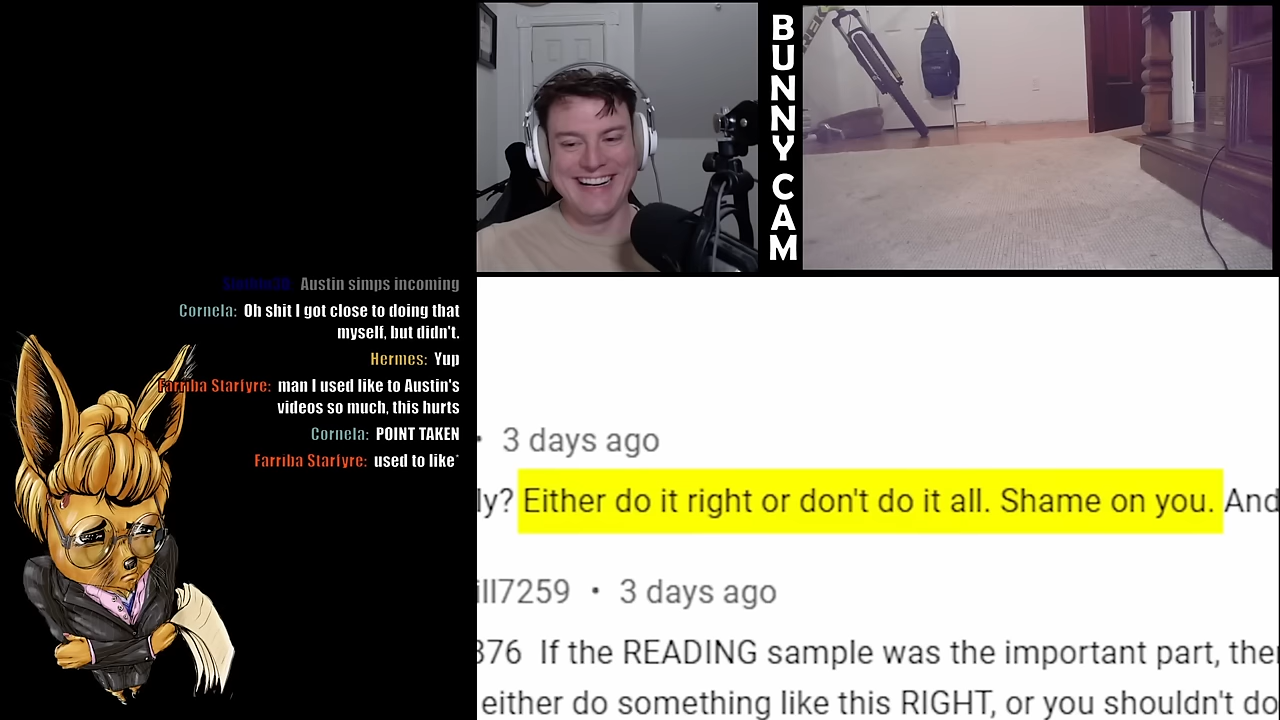 BUNNY CAM
Austin simps incoming
Cornela: Oh shit I got close to doing that
myself, but didn't.
Hermes: Yup
Farriba Starfyre: man I used like to Austin's
videos so much, this hurts
Cornela: POINT TAKEN
Farriba Starfyre: used to like*
• 3 days ago
ly? Either do it right or don't do it all. Shame on you. And
ill7259 • 3 days ago
376 If the READING sample was the important part, then
either do something like this RIGHT, or you shouldn't do